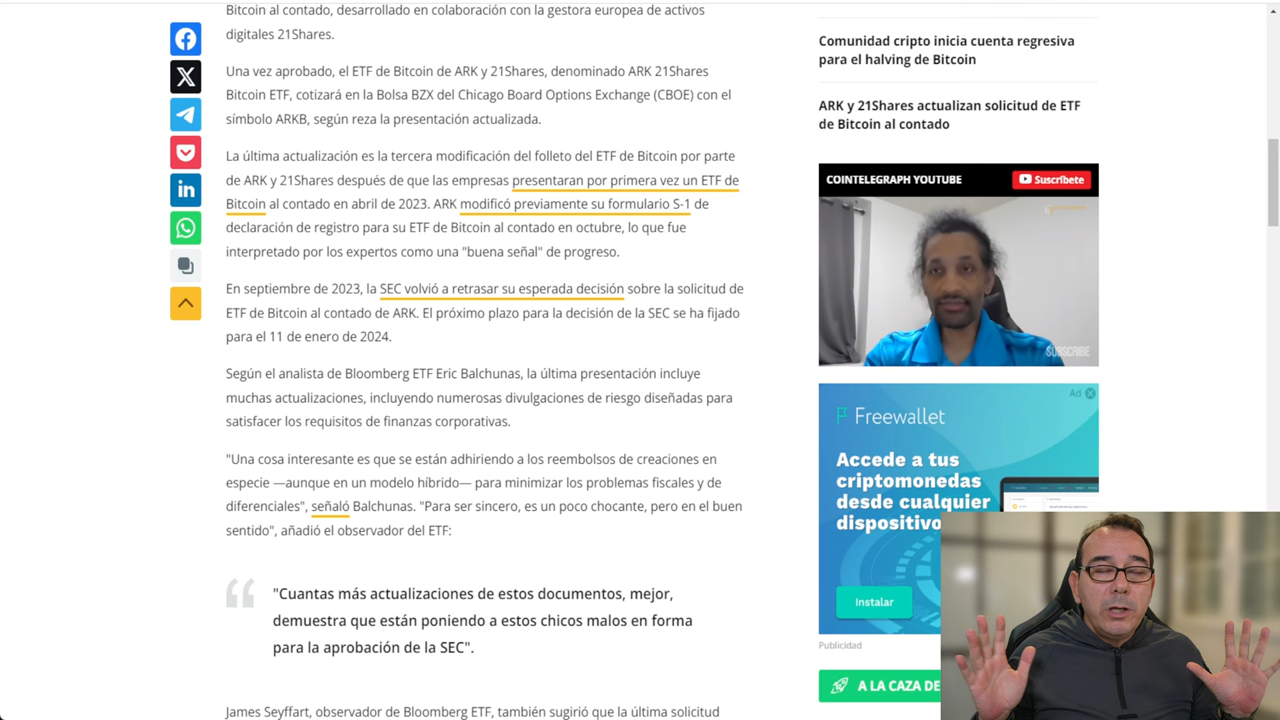 Bitcoin al contado, desarrollado en colaboración con la gestora europea de activos
digitales 21Shares.
Una vez aprobado, el ETF de Bitcoin de ARK y 21Shares, denominado ARK 21Shares
Bitcoin ETF, cotizará en la Bolsa BZX del Chicago Board Options Exchange (CBOE) con el
símbolo ARKB, según reza la presentación actualizada.
La última actualización es la tercera modificación del folleto del ETF de Bitcoin por parte
de ARK y 21Shares después de que las empresas presentaran por primera vez un ETF de
Bitcoin al contado en abril de 2023. ARK modificó previamente su formulario S-1 de
declaración de registro para su ETF de Bitcoin al contado en octubre, lo que fue
interpretado por los expertos como una "buena señal" de progreso.
En septiembre de 2023, la SEC volvió a retrasar su esperada decisión sobre la solicitud de
ETF de Bitcoin al contado de ARK. El próximo plazo para la decisión de la SEC se ha fijado
para el 11 de enero de 2024.
Según el analista de Bloomberg ETF Eric Balchunas, la última presentación incluye
muchas actualizaciones, incluyendo numerosas divulgaciones de riesgo diseñadas para
satisfacer los requisitos de finanzas corporativas.
"Una cosa interesante es que se están adhiriendo a los reembolsos de creaciones en
especie —aunque en un modelo híbrido— para minimizar los problemas fiscales y de
diferenciales", señaló Balchunas. "Para ser sincero, es un poco chocante, pero en el buen
sentido", añadió el observador del ETF:
"Cuantas más actualizaciones de estos documentos, mejor,
demuestra que están poniendo a estos chicos malos en forma
para la aprobación de la SEC".
James Seyffart, observador de Bloomberg ETF, también sugirió que la última solicitud
Comunidad cripto inicia cuenta regresiva
para el halving de Bitcoin
ARK y 21Shares actualizan solicitud de ETF
de Bitcoin al contado
COINTELEGRAPH YOUTUBE
Suscríbete
SUBSCRIBE
Ad
Freewallet
Accede a tus
criptomonedas
desde cualquier
dispositivo
Instalar
Publicidad
A LA CAZA DE